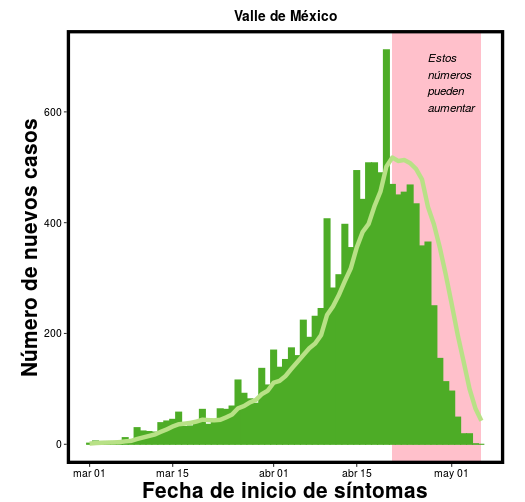 Valle de México
Estos
números
pueden
aumentar
Número de nuevos casos
600
400
200
0
mar 01
mar 15
abr 01
abr 15
may 01
Fecha de inicio de síntomas